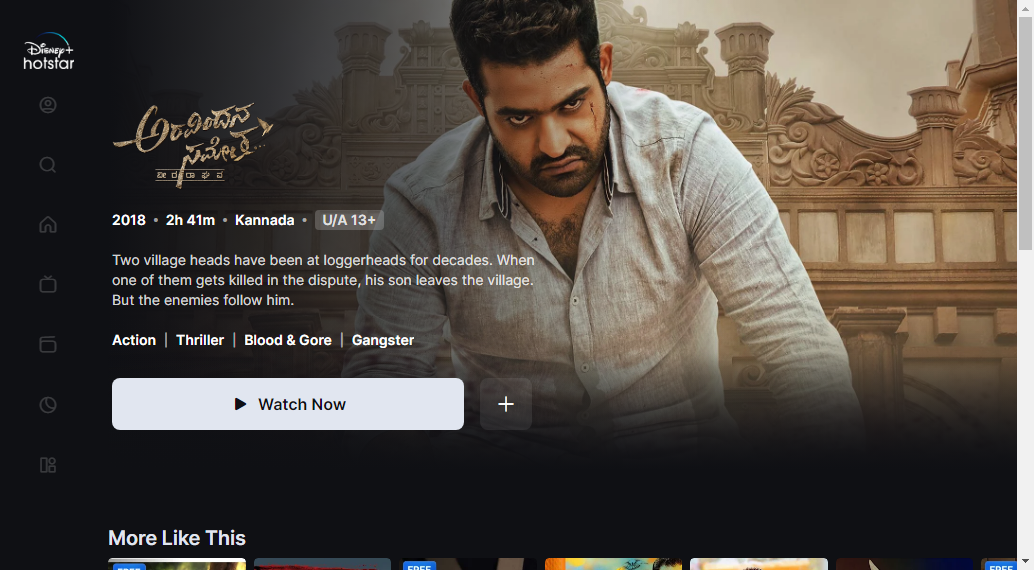 Disney+
hotstar
ಅರವಿಂದನ
ಸಮೇತ...
ವೀರ ರಾಘವ
2018 • 2h 41m • Kannada • U/A 13+
Two village heads have been at loggerheads for decades. When
one of them gets killed in the dispute, his son leaves the village.
But the enemies follow him.
Action | Thriller | Blood & Gore | Gangster
Watch Now
More Like This
FREE
FREE
FREE